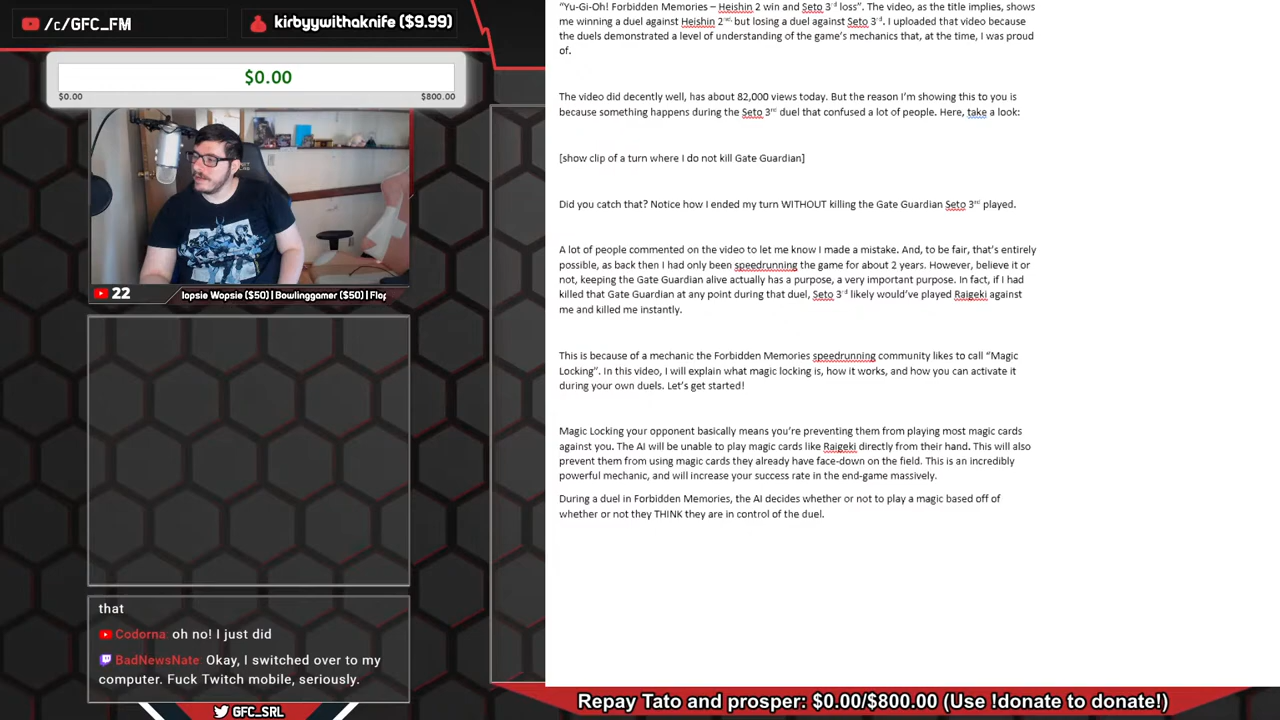 /c/GFC_FM
kirbyywithaknife ($9.99)
$0.00
$0.00
$800.00
22
lopsie Wopsie ($50) | Bowlinggamer ($50) | Flop
that
Codorna: oh no! I just did
BadNewsNate: Okay, I switched over to my
computer. Fuck Twitch mobile, seriously.
GFC_SRL
“Yu-Gi-Oh! Forbidden Memories – Heishin 2 win and Seto 3rd loss”. The video, as the title implies, shows
me winning a duel against Heishin 2nd, but losing a duel against Seto 3rd. I uploaded that video because
the duels demonstrated a level of understanding of the game’s mechanics that, at the time, I was proud
of.
The video did decently well, has about 82,000 views today. But the reason I’m showing this to you is
because something happens during the Seto 3rd duel that confused a lot of people. Here, take a look:
[show clip of a turn where I do not kill Gate Guardian]
Did you catch that? Notice how I ended my turn WITHOUT killing the Gate Guardian Seto 3rd played.
A lot of people commented on the video to let me know I made a mistake. And, to be fair, that’s entirely
possible, as back then I had only been speedrunning the game for about 2 years. However, believe it or
not, keeping the Gate Guardian alive actually has a purpose, a very important purpose. In fact, if I had
killed that Gate Guardian at any point during that duel, Seto 3rd likely would’ve played Raigeki against
me and killed me instantly.
This is because of a mechanic the Forbidden Memories speedrunning community likes to call “Magic
Locking”. In this video, I will explain what magic locking is, how it works, and how you can activate it
during your own duels. Let’s get started!
Magic Locking your opponent basically means you’re preventing them from playing most magic cards
against you. The AI will be unable to play magic cards like Raigeki directly from their hand. This will also
prevent them from using magic cards they already have face-down on the field. This is an incredibly
powerful mechanic, and will increase your success rate in the end-game massively.
During a duel in Forbidden Memories, the AI decides whether or not to play a magic based off of
whether or not they THINK they are in control of the duel.
Repay Tato and prosper: $0.00/$800.00 (Use !donate to donate!)